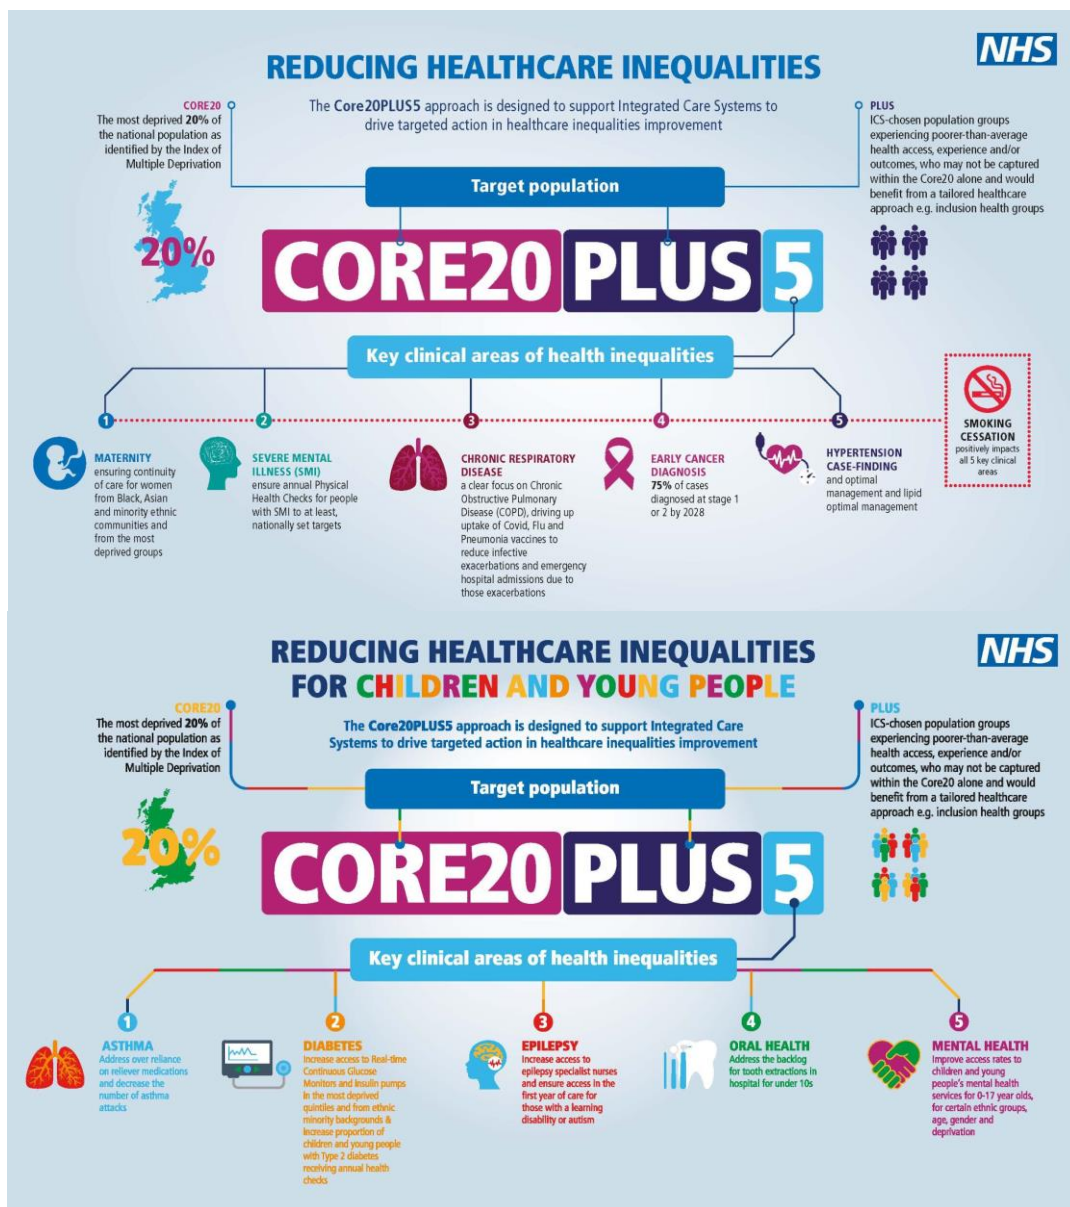 NHS
REDUCING HEALTHCARE INEQUALITIES
The Core20PLUS5 approach is designed to support Integrated Care Systems to
drive targeted action in healthcare inequalities improvement
CORE20
The most deprived 20% of
the national population as
identified by the Index of
Multiple Deprivation
20%
PLUS
ICS-chosen population groups
experiencing poorer-than-average
health access, experience and/or
outcomes, who may not be captured
within the Core20 alone and would
benefit from a tailored healthcare
approach e.g. inclusion health groups
Target population
CORE20 PLUS 5
Key clinical areas of health inequalities
1
MATERNITY
ensuring continuity
of care for women
from Black, Asian
and minority ethnic
communities and
from the most
deprived groups
2
SEVERE MENTAL
ILLNESS (SMI)
ensure annual Physical
Health Checks for people
with SMI to at least,
nationally set targets
3
CHRONIC RESPIRATORY
DISEASE
a clear focus on Chronic
Obstructive Pulmonary
Disease (COPD), driving up
uptake of Covid, Flu and
Pneumonia vaccines to
reduce infective
exacerbations and emergency
hospital admissions due to
those exacerbations
4
EARLY CANCER
DIAGNOSIS
75% of cases
diagnosed at stage 1
or 2 by 2028
5
HYPERTENSION
CASE-FINDING
and optimal
management and lipid
optimal management
SMOKING
CESSATION
positively impacts
all 5 key clinical
areas
NHS
REDUCING HEALTHCARE INEQUALITIES
FOR CHILDREN AND YOUNG PEOPLE
The Core20PLUS5 approach is designed to support Integrated Care
Systems to drive targeted action in healthcare inequalities improvement
CORE20
The most deprived 20% of
the national population as
identified by the Index of
Multiple Deprivation
20%
PLUS
ICS-chosen population groups
experiencing poorer-than-average
health access, experience and/or
outcomes, who may not be captured
within the Core20 alone and would
benefit from a tailored healthcare
approach e.g. inclusion health groups
Target population
CORE20 PLUS 5
Key clinical areas of health inequalities
1
ASTHMA
Address over reliance
on reliever medications
and decrease the
number of asthma
attacks
2
DIABETES
Increase access to Real-time
Continuous Glucose
Monitors and Insulin pumps
in the most deprived
quintiles and from ethnic
minority backgrounds &
increase proportion of
children and young people
with Type 2 diabetes
receiving annual health
checks
3
EPILEPSY
Increase access to
epilepsy specialist nurses
and ensure access in the
first year of care for
those with a learning
disability or autism
4
ORAL HEALTH
Address the backlog
for tooth extractions in
hospital for under 10s
5
MENTAL HEALTH
Improve access rates to
children and young
people's mental health
services for 0-17 year olds,
for certain ethnic groups,
age, gender and
deprivation